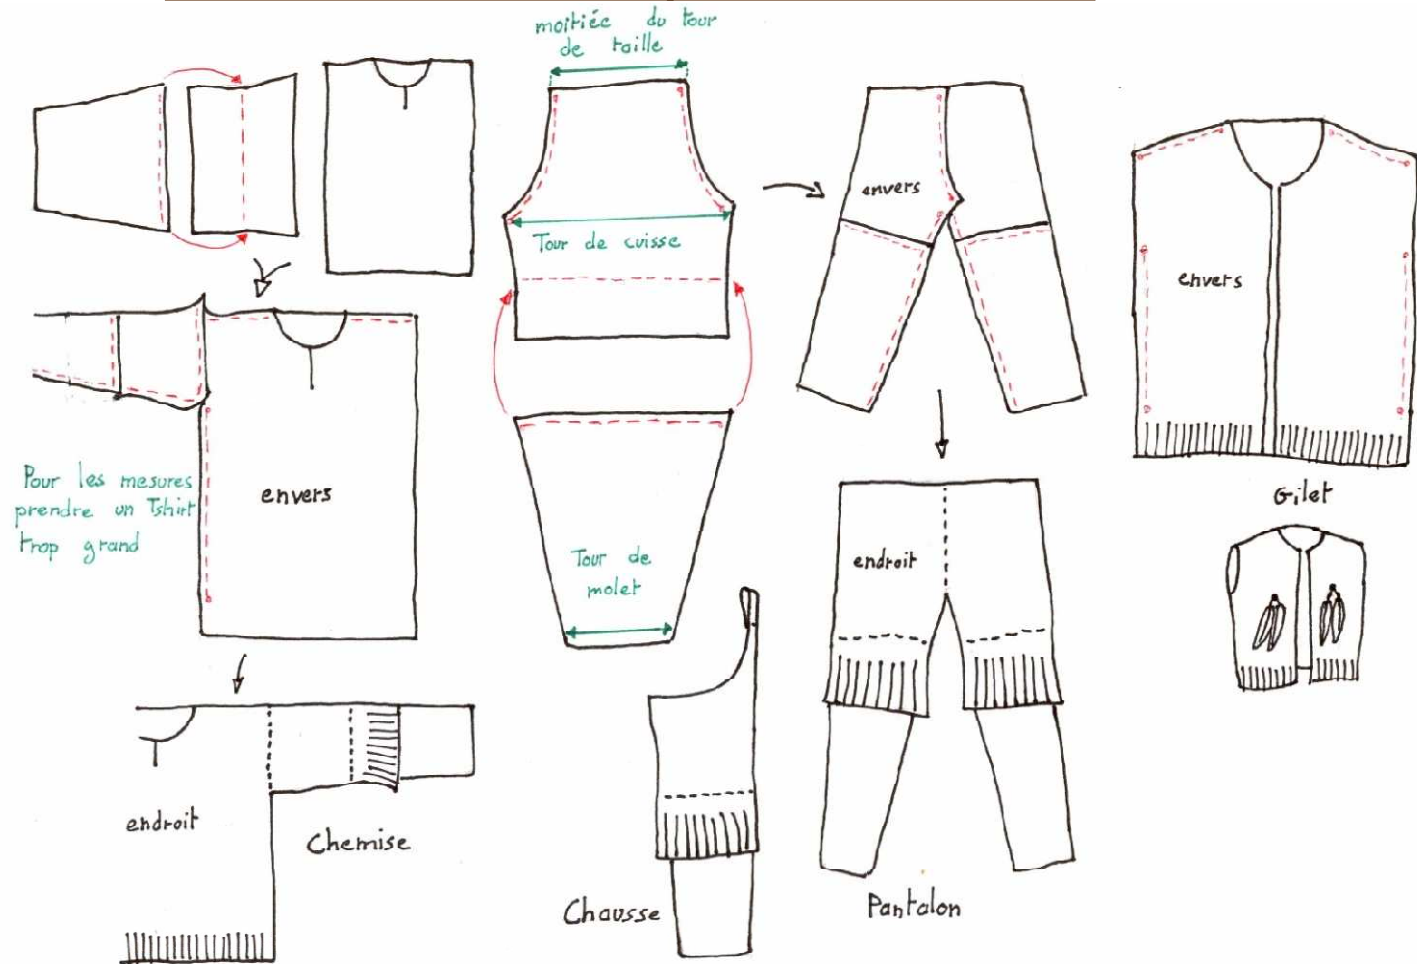 moitiée du tour
de taille
Tour de cuisse
envers
envers
Gilet
Pour les mesures
prendre un Tshirt
trop grand
envers
Tour de
molet
endroit
endroit
Chemise
Chausse
Pantalon